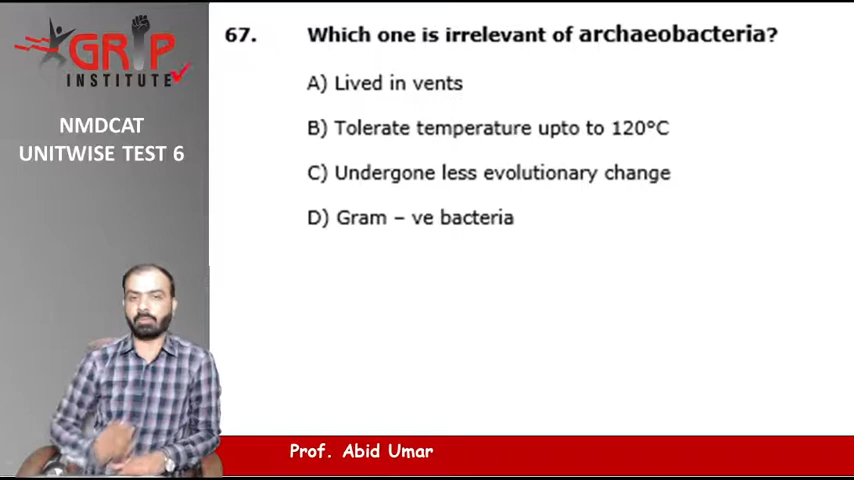 GRIP
INSTITUTE
NMDCAT
UNITWISE TEST 6
67. Which one is irrelevant of archaeobacteria?
A) Lived in vents
B) Tolerate temperature upto to 120°C
C) Undergone less evolutionary change
D) Gram – ve bacteria
Prof. Abid Umar